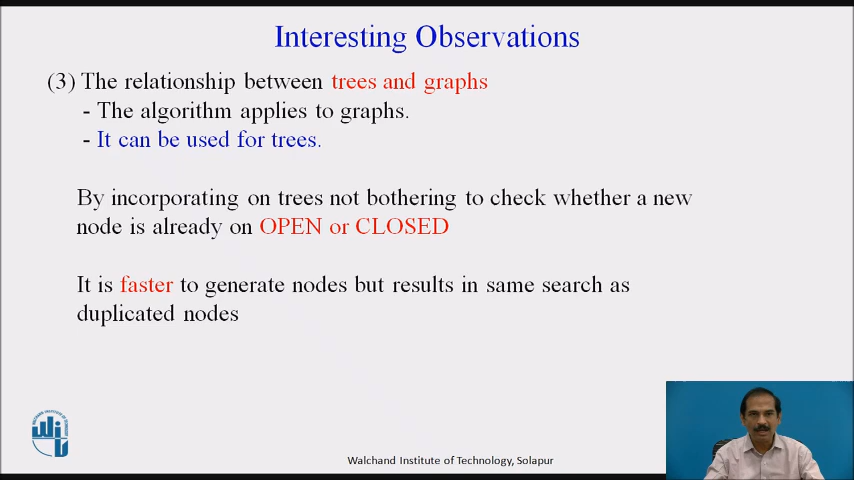 Interesting Observations
(3) The relationship between trees and graphs
- The algorithm applies to graphs.
- It can be used for trees.
By incorporating on trees not bothering to check whether a new
node is already on OPEN or CLOSED
It is faster to generate nodes but results in same search as
duplicated nodes
Walchand Institute of Technology, Solapur